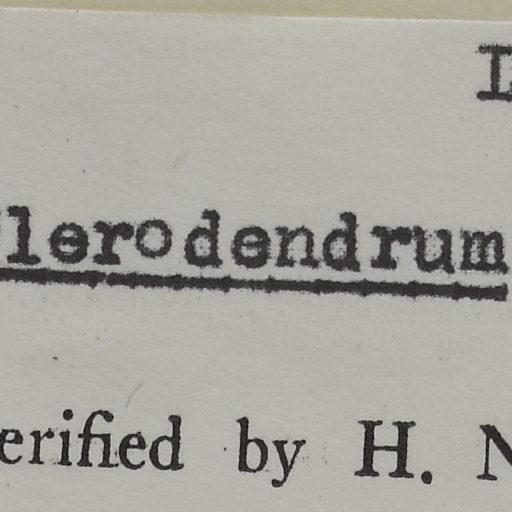 lerodendrum
erified by H. N